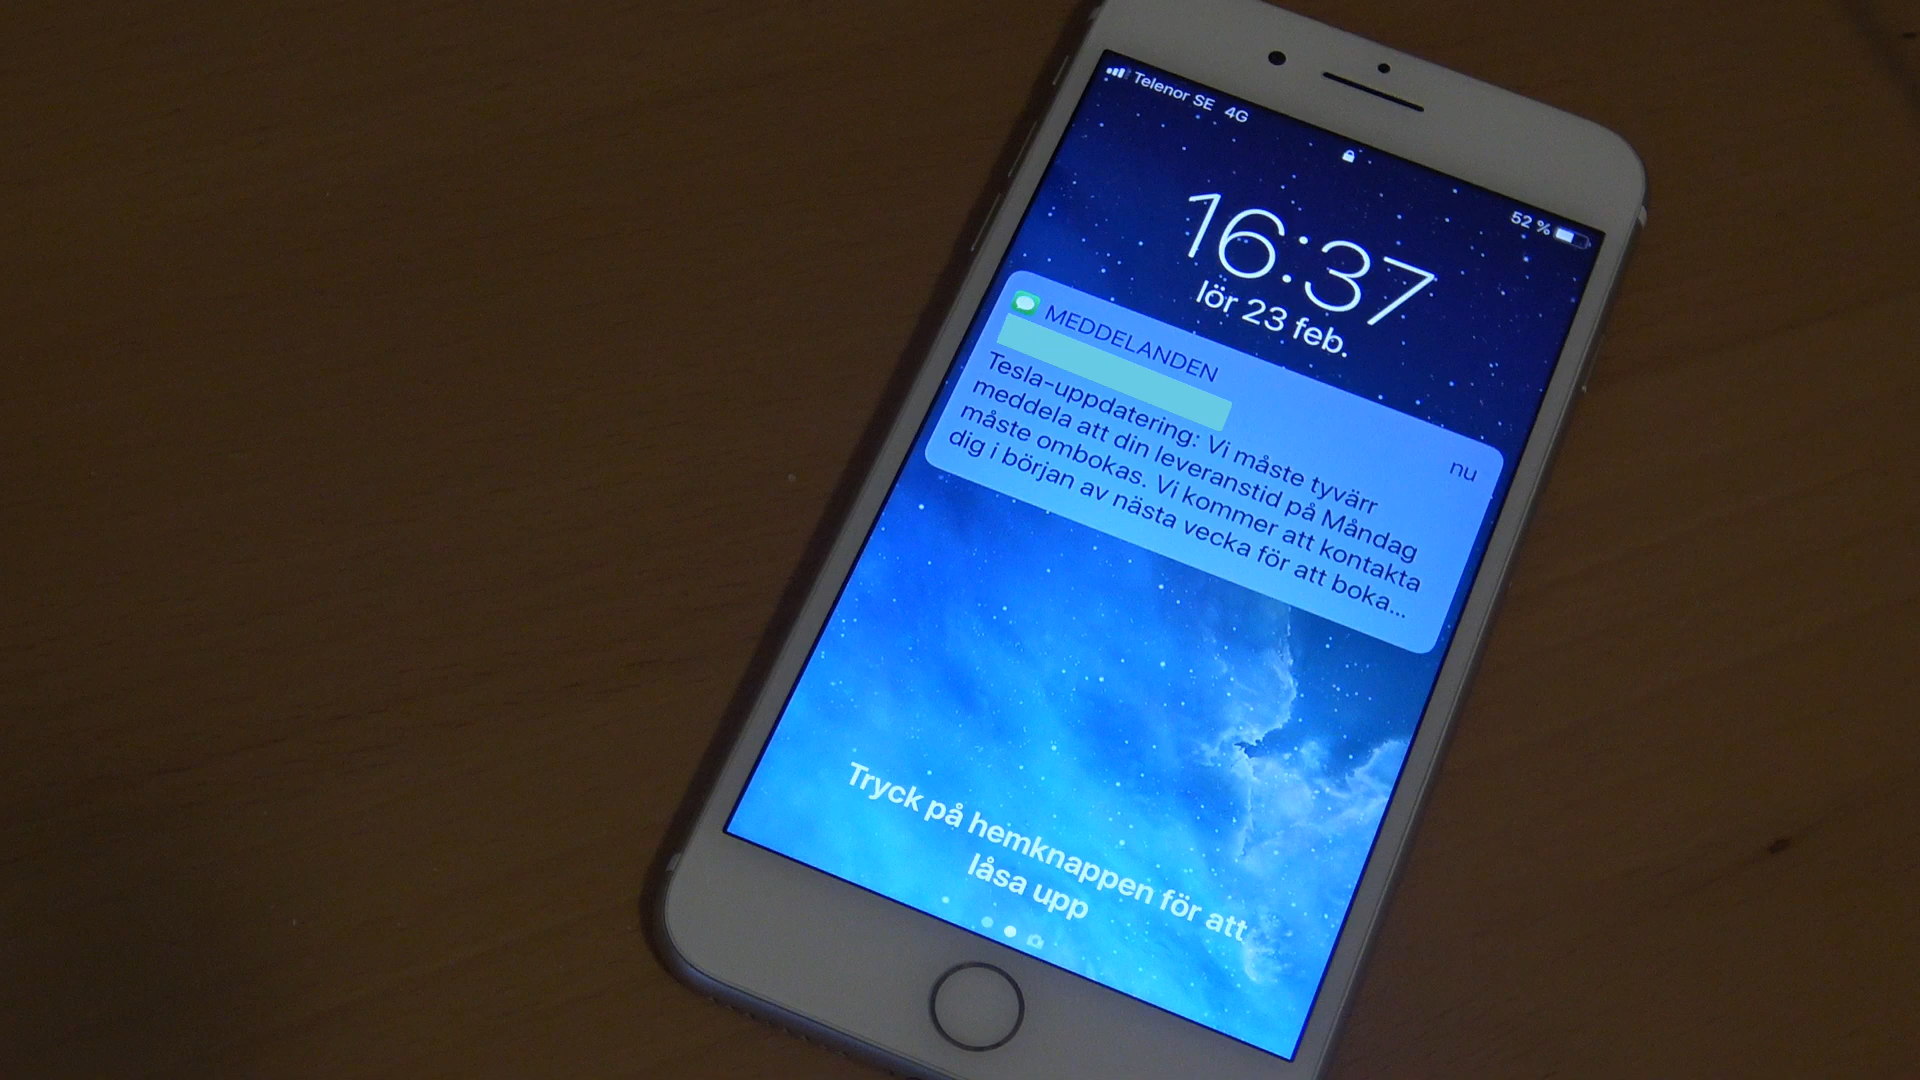 Telenor SE 4G
52 %
16:37
lör 23 feb.
MEDDELANDEN
nu
Tesla-uppdatering: Vi måste tyvärr
meddela att din leveranstid på Måndag
måste ombokas. Vi kommer att kontakta
dig i början av nästa vecka för att boka...
Tryck på hemknappen för att
låsa upp